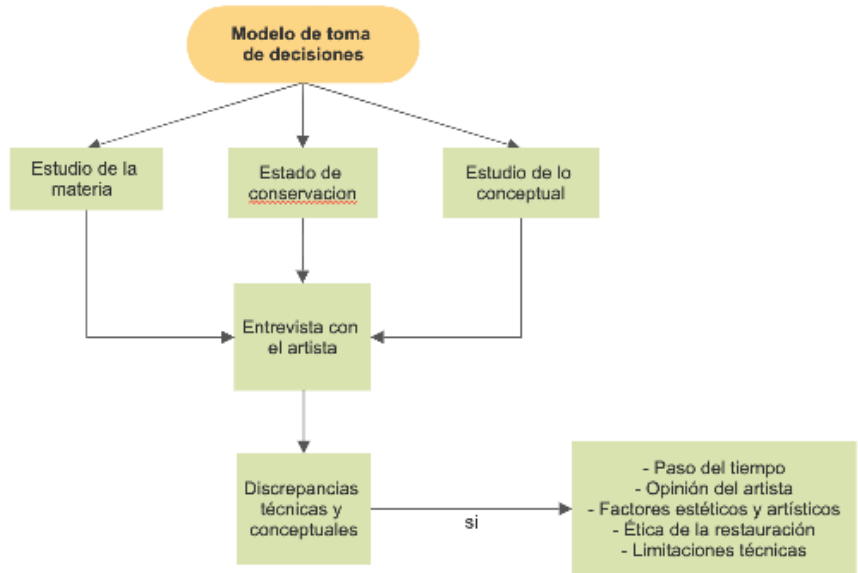 Modelo de toma
de decisiones
Estudio de la
materia
Estado de
conservacion
Estudio de lo
conceptual
Entrevista con
el artista
Discrepancias
técnicas y
conceptuales
si
- Paso del tiempo
- Opinión del artista
- Factores estéticos y artísticos
- Ética de la restauración
- Limitaciones técnicas